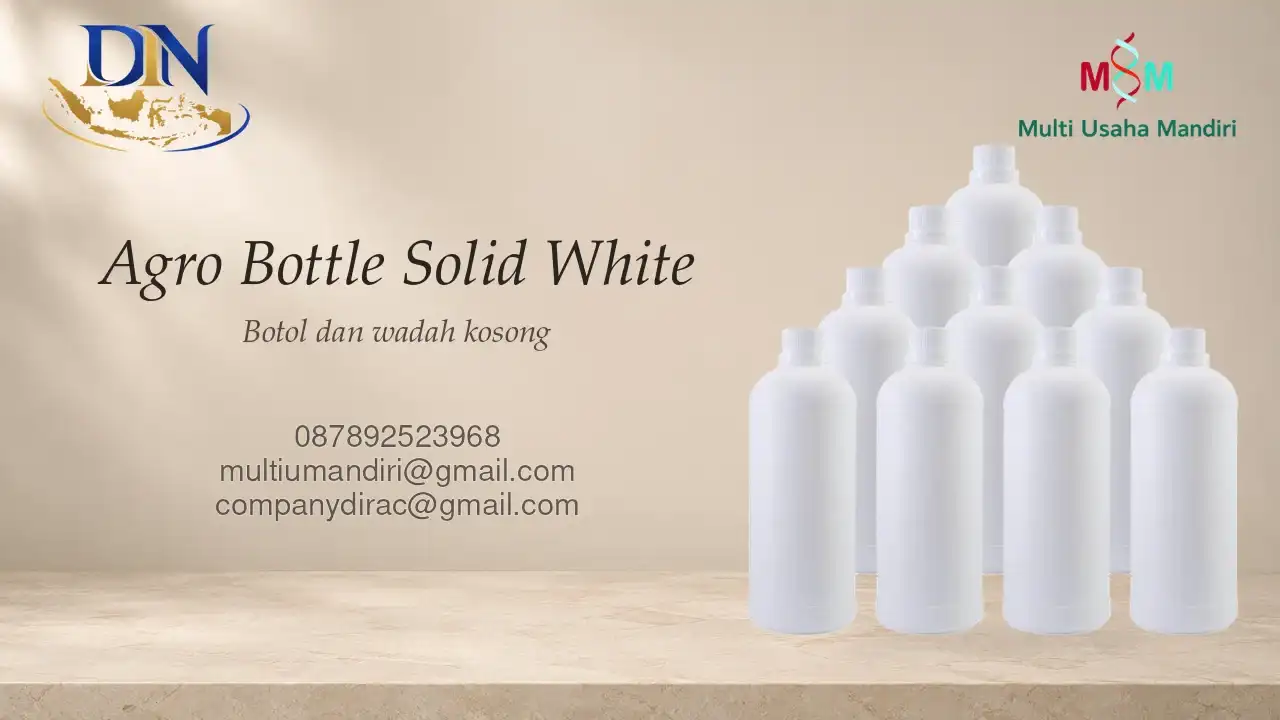 DIN
MSM
Multi Usaha Mandiri
Agro Bottle Solid White
Botol dan wadah kosong
087892523968
multiumandiri@gmail.com
companydirac@gmail.com